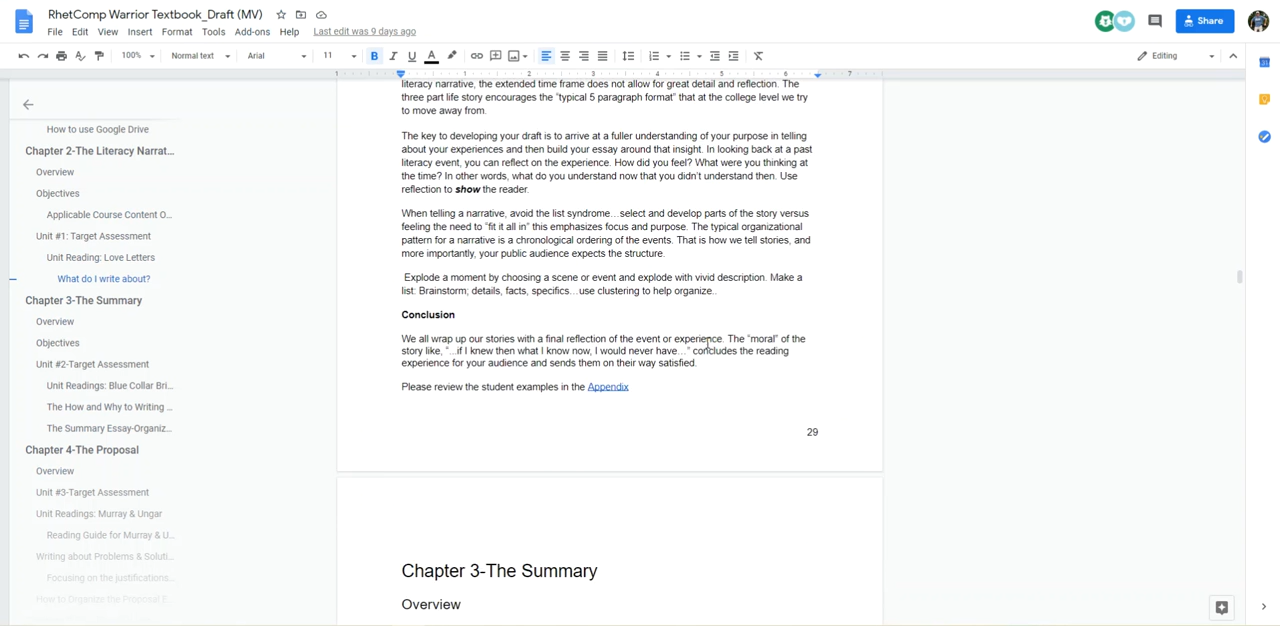 RhetComp Warrior Textbook_Draft (MV)
File Edit View Insert Format Tools Add-ons Help Last edit was 9 days ago
Share
100% Normal text Arial 11 B I U A Editing
1 1 2 3 4 5 6 7
How to use Google Drive
Chapter 2-The Literacy Narrat...
Overview
Objectives
Applicable Course Content O...
Unit #1: Target Assessment
Unit Reading: Love Letters
What do I write about?
Chapter 3-The Summary
Overview
Objectives
Unit #2-Target Assessment
Unit Readings: Blue Collar Bri...
The How and Why to Writing ...
The Summary Essay-Organiz...
Chapter 4-The Proposal
Overview
Unit #3-Target Assessment
Unit Readings: Murray & Ungar
Reading Guide for Murray & U...
Writing about Problems & Soluti...
Focusing on the justifications...
How to Organize the Proposal E...
literacy narrative, the extended time frame does not allow for great detail and reflection. The
three part life story encourages the “typical 5 paragraph format” that at the college level we try
to move away from.
The key to developing your draft is to arrive at a fuller understanding of your purpose in telling
about your experiences and then build your essay around that insight. In looking back at a past
literacy event, you can reflect on the experience. How did you feel? What were you thinking at
the time? In other words, what do you understand now that you didn’t understand then. Use
reflection to show the reader.
When telling a narrative, avoid the list syndrome…select and develop parts of the story versus
feeling the need to “fit it all in” this emphasizes focus and purpose. The typical organizational
pattern for a narrative is a chronological ordering of the events. That is how we tell stories, and
more importantly, your public audience expects the structure.
Explode a moment by choosing a scene or event and explode with vivid description. Make a
list: Brainstorm; details, facts, specifics…use clustering to help organize..
Conclusion
We all wrap up our stories with a final reflection of the event or experience. The “moral” of the
story like, “...if I knew then what I know now, I would never have…” concludes the reading
experience for your audience and sends them on their way satisfied.
Please review the student examples in the Appendix
29
Chapter 3-The Summary
Overview